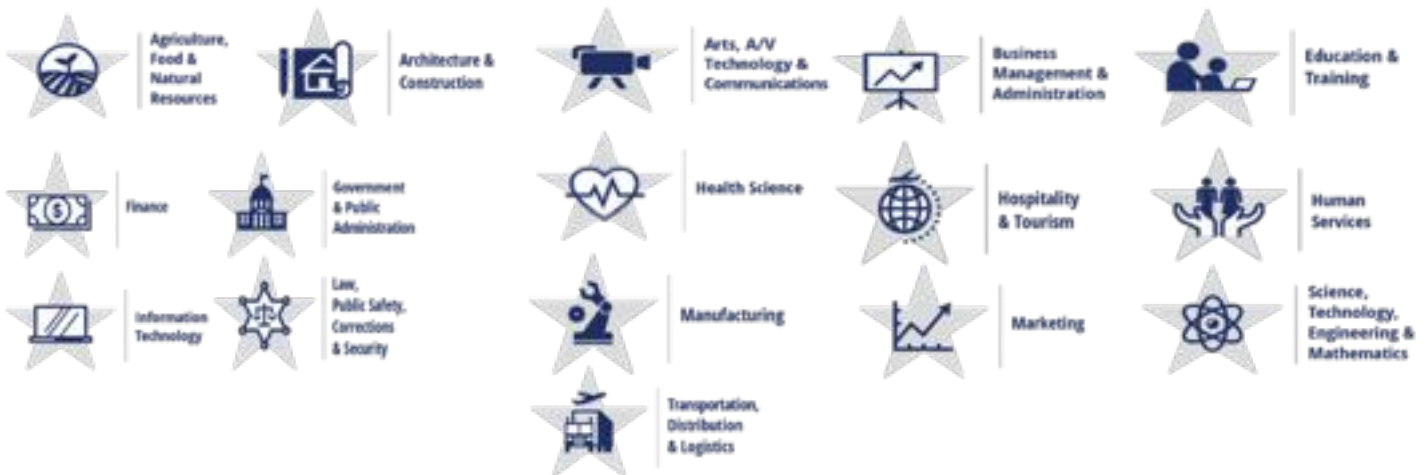 Agriculture,
Food &
Natural
Resources
Architecture &
Construction
Arts, A/V
Technology &
Communications
Business
Management &
Administration
Education &
Training
Finance
Government
& Public
Administration
Health Science
Hospitality
& Tourism
Human
Services
Information
Technology
Law,
Public Safety,
Corrections
& Security
Manufacturing
Marketing
Science,
Technology,
Engineering &
Mathematics
Transportation,
Distribution
& Logistics